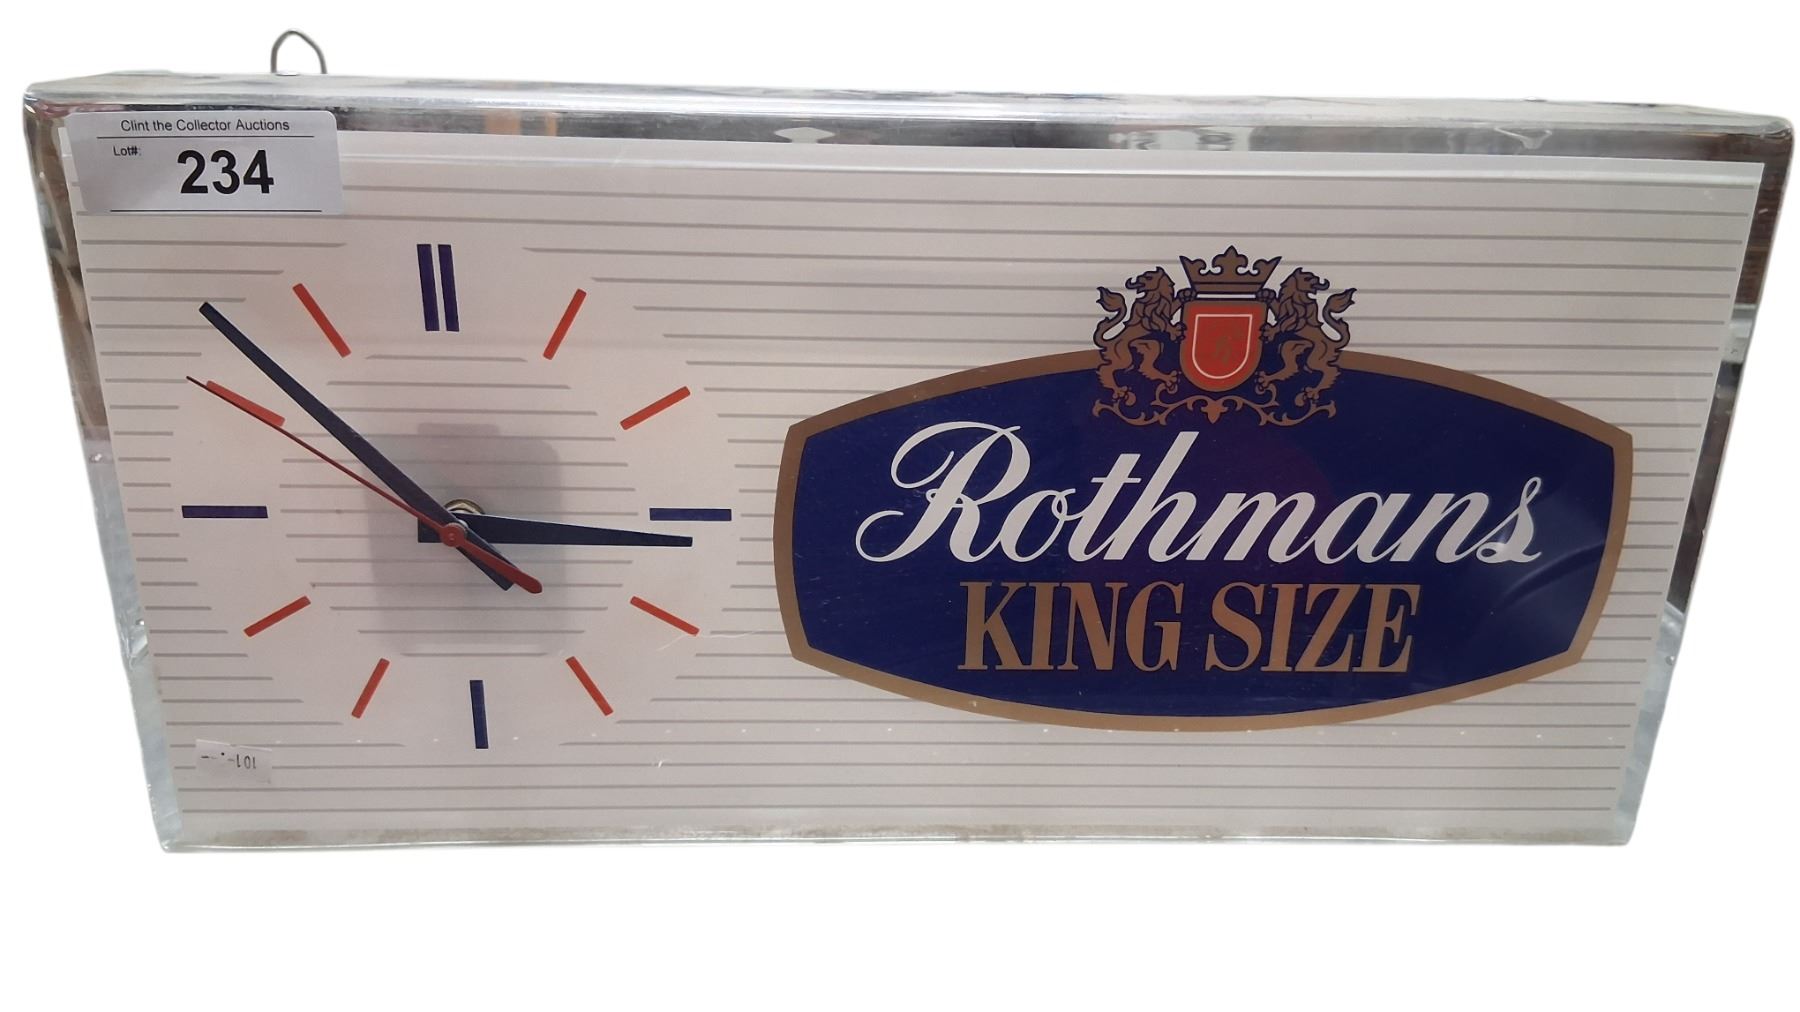 Clint the Collector Auctions
Lot#:
234
Rothmans
KING SIZE